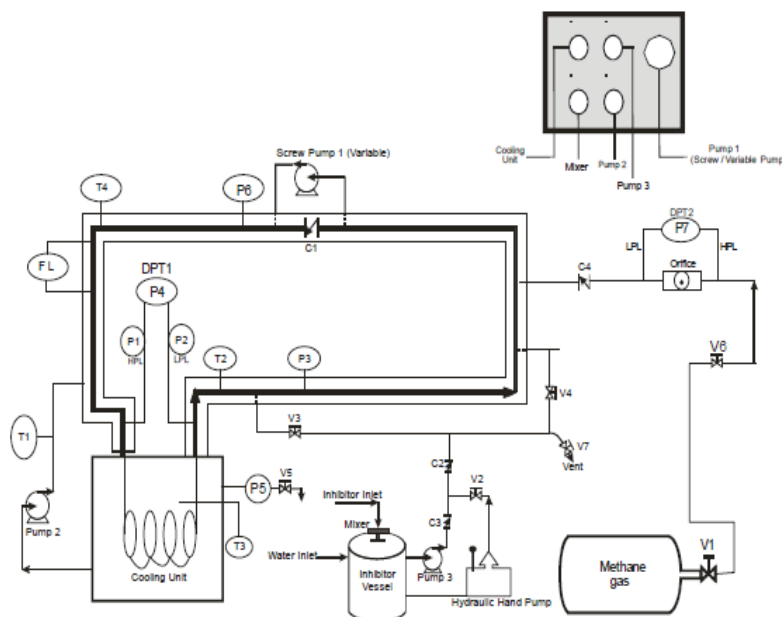 Cooling
Unit
Mixer
Pump 2
Pump 3
Pump 1
(Screw / Variable Pump
Screw Pump 1 (Variable)
T4
P6
C1
FL
DPT1
P4
P1
HPL
P2
LPL
T2
P3
DPT2
P7
LPL
HPL
Orifice
C4
V6
V4
V3
V7
Vent
T1
Pump 2
P5
V5
T3
Cooling Unit
C2
V2
C3
Inhibitor Inlet
Mixer
Water Inlet
Inhibitor
Vessel
Pump 3
Hydraulic Hand Pump
Methane
gas
V1